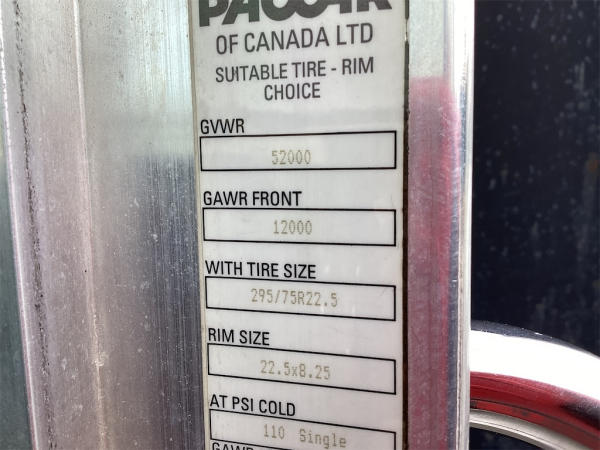 PACCAR
OF CANADA LTD
SUITABLE TIRE - RIM
CHOICE
GVWR
52000
GAWR FRONT
12000
WITH TIRE SIZE
295/75R22.5
RIM SIZE
22.5x8.25
AT PSI COLD
110 Single
GAWR